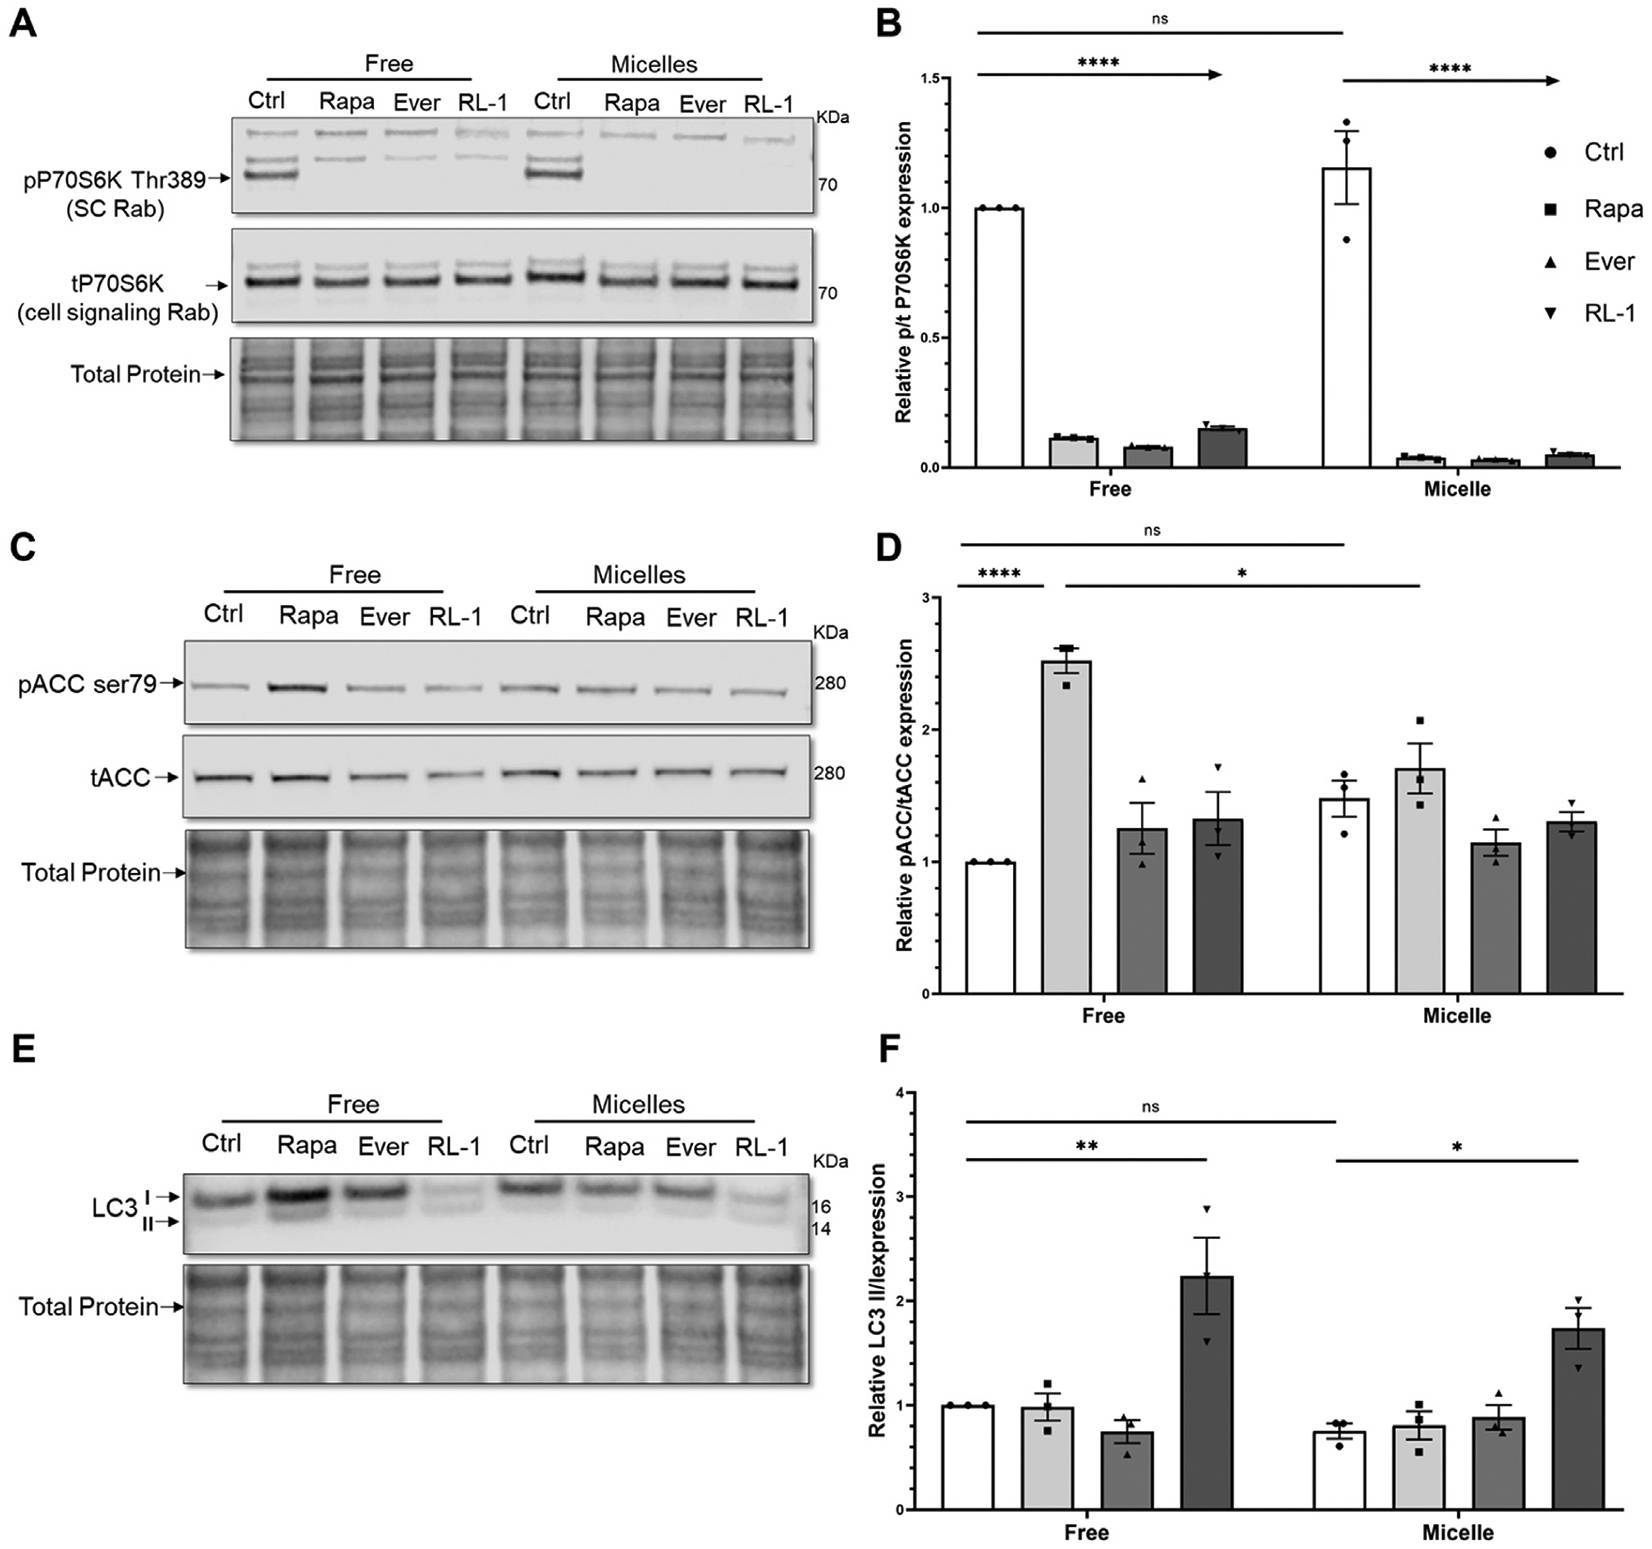 A
Free
Micelles
Ctrl
Rapa
Ever
RL-1
Ctrl
Rapa
Ever
RL-1
KDa
pP70S6K Thr389
(SC Rab)
70
tP70S6K
(cell signaling Rab)
70
Total Protein
B
ns
****
****
Relative p/t P70S6K expression
1.5
1.0
0.5
0.0
Free
Micelle
Ctrl
Rapa
Ever
RL-1
C
Free
Micelles
Ctrl
Rapa
Ever
RL-1
Ctrl
Rapa
Ever
RL-1
KDa
pACC ser79
280
tACC
280
Total Protein
D
ns
****
*
Relative pACC/tACC expression
3
2
1
0
Free
Micelle
E
Free
Micelles
Ctrl
Rapa
Ever
RL-1
Ctrl
Rapa
Ever
RL-1
KDa
LC3
I
II
16
14
Total Protein
F
ns
**
*
Relative LC3 II/Iexpression
4
3
2
1
0
Free
Micelle